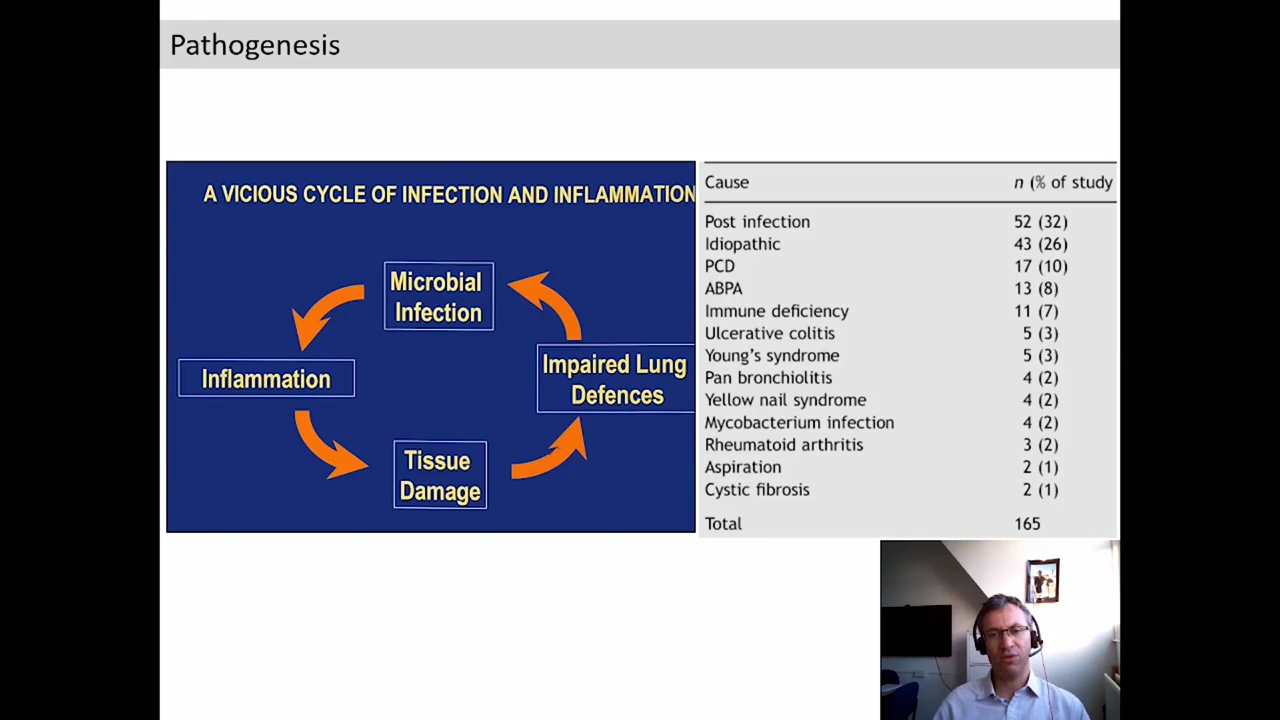 Pathogenesis
A VICIOUS CYCLE OF INFECTION AND INFLAMMATION
Microbial
Infection
Inflammation
Impaired Lung
Defences
Tissue
Damage
Cause n (% of study
Post infection 52 (32)
Idiopathic 43 (26)
PCD 17 (10)
ABPA 13 (8)
Immune deficiency 11 (7)
Ulcerative colitis 5 (3)
Young's syndrome 5 (3)
Pan bronchiolitis 4 (2)
Yellow nail syndrome 4 (2)
Mycobacterium infection 4 (2)
Rheumatoid arthritis 3 (2)
Aspiration 2 (1)
Cystic fibrosis 2 (1)
Total 165